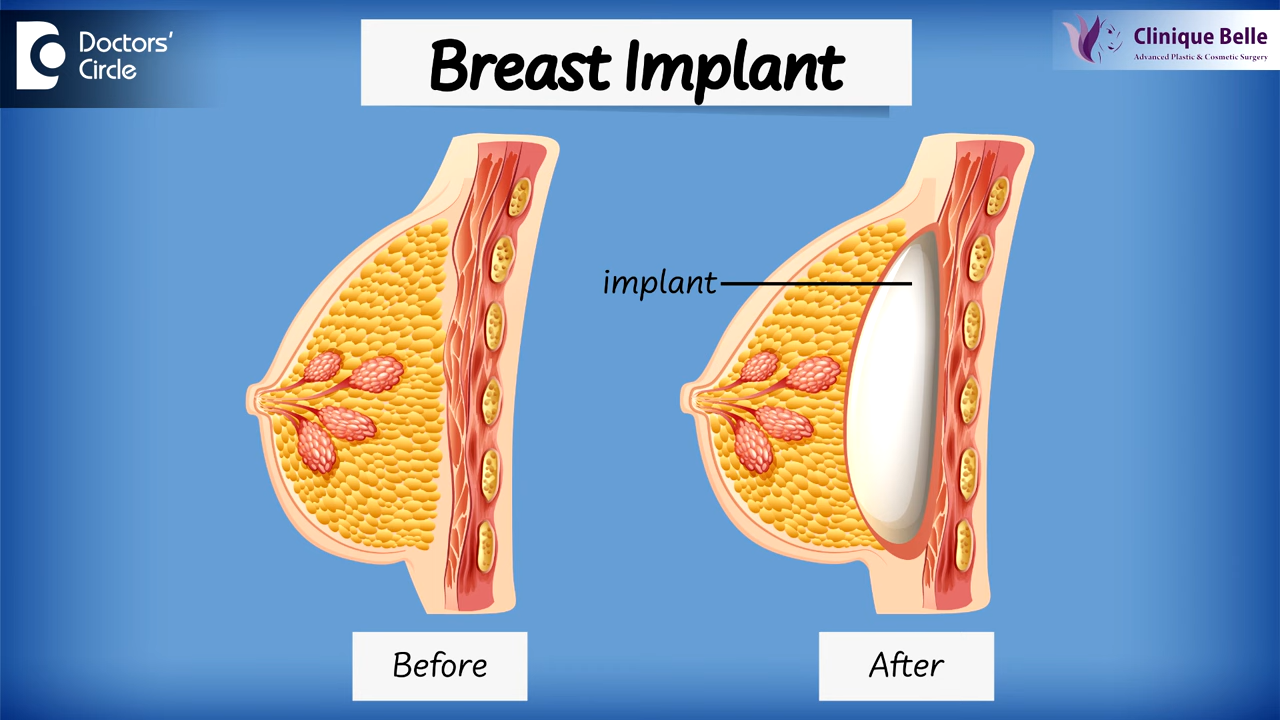 Doctors'
Circle
Breast Implant
Clinique Belle
Advanced Plastic & Cosmetic Surgery
implant
Before
After